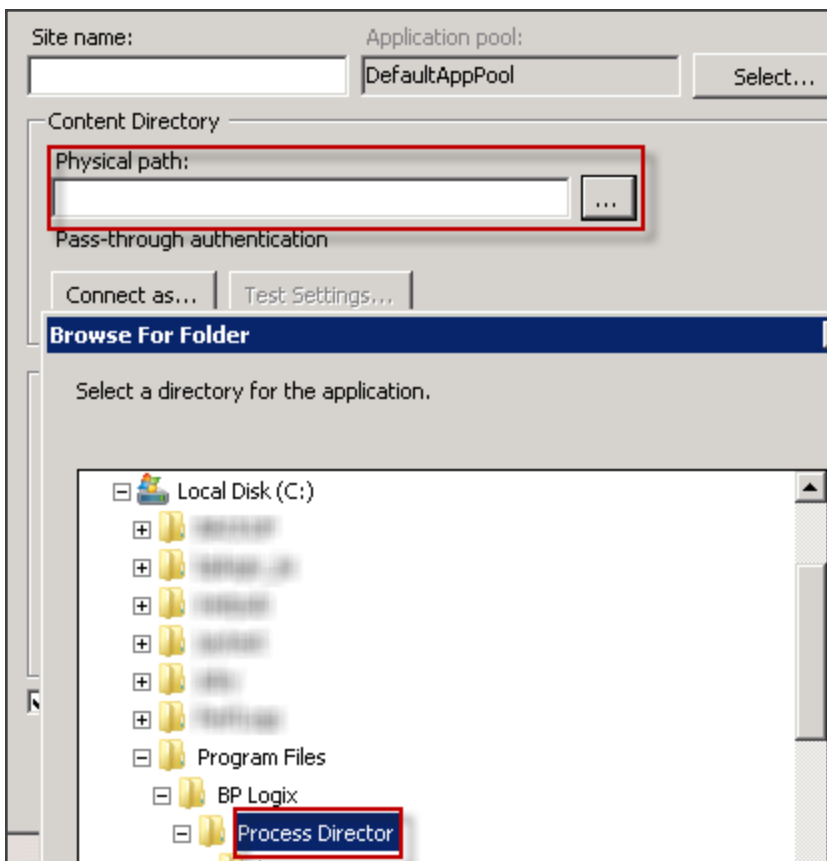 Site name:
Application pool:
DefaultAppPool
Select...
Content Directory
Physical path:
...
Pass-through authentication
Connect as...
Test Settings...
Browse For Folder
Select a directory for the application.
Local Disk (C:)
Program Files
BP Logix
Process Director